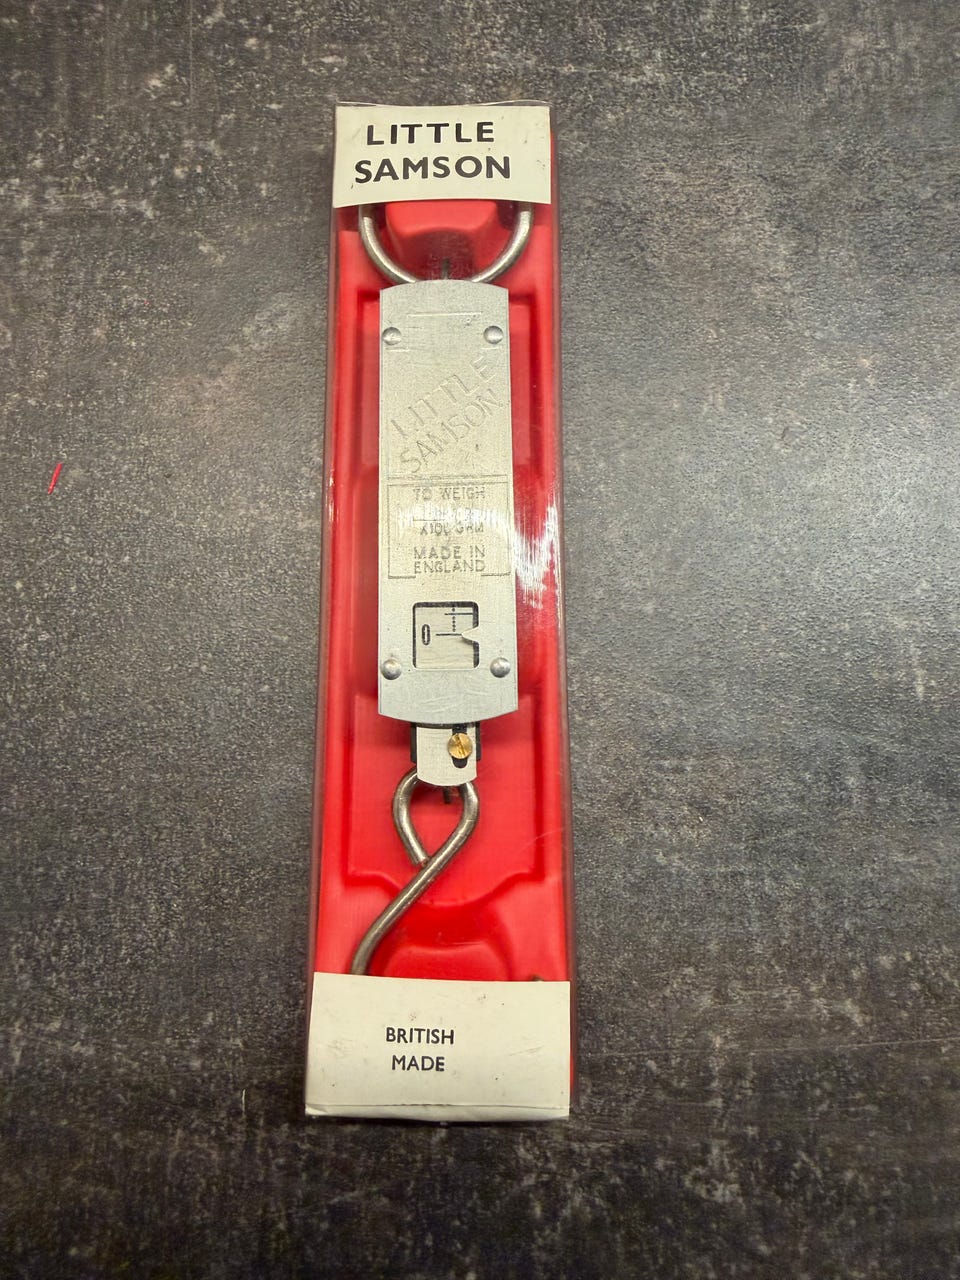 LITTLE
SAMSON
LITTLE
SAMSON
TO WEIGH
X100 GRM
MADE IN
ENGLAND
0
BRITISH
MADE